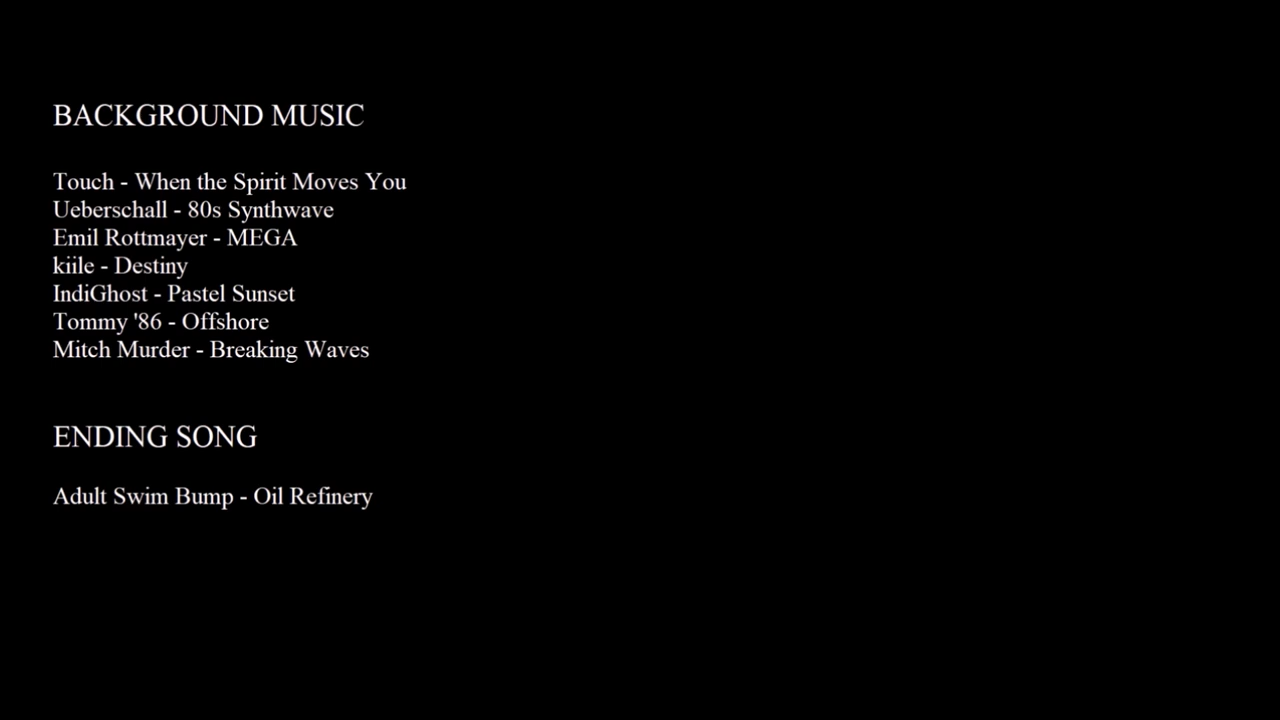 BACKGROUND MUSIC
Touch - When the Spirit Moves You
Ueberschall - 80s Synthwave
Emil Rottmayer - MEGA
kiile - Destiny
IndiGhost - Pastel Sunset
Tommy '86 - Offshore
Mitch Murder - Breaking Waves
ENDING SONG
Adult Swim Bump - Oil Refinery